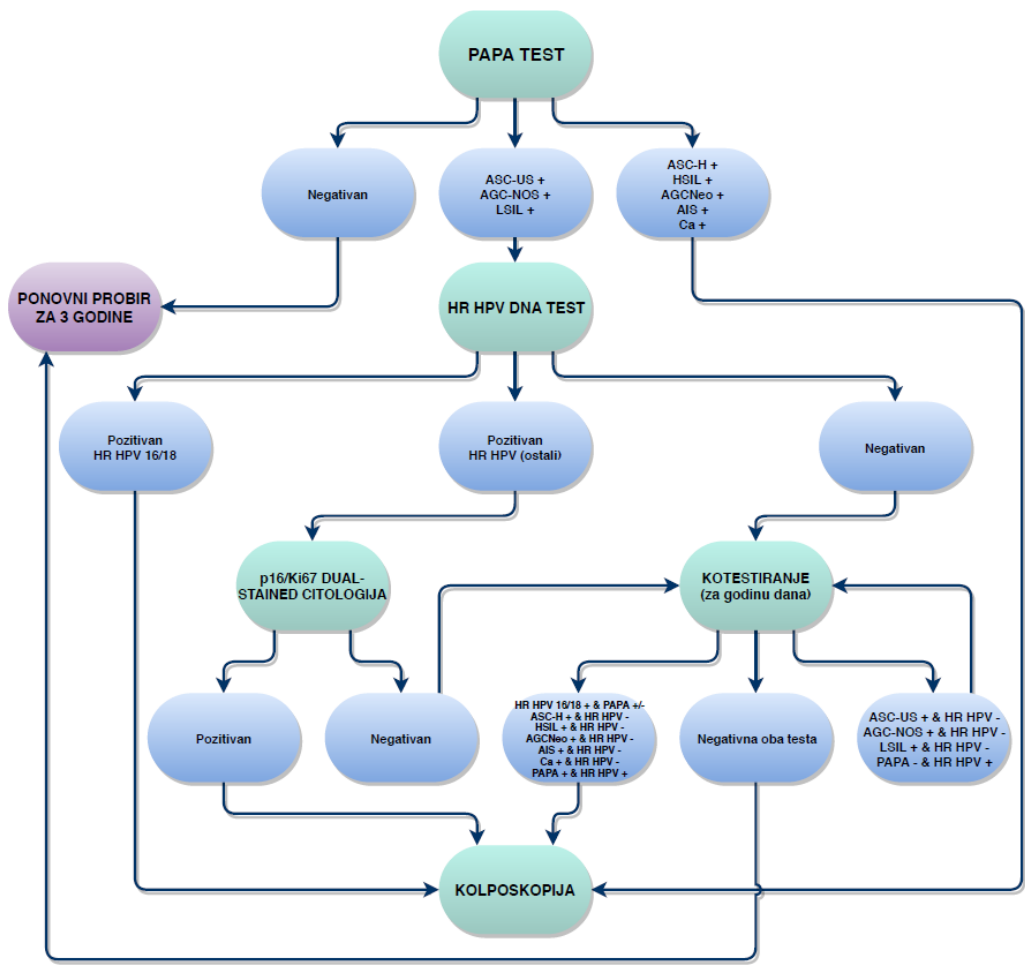 PAPA TEST
Negativan
ASC-US +
AGC-NOS +
LSIL +
ASC-H +
HSIL +
AGCNeo +
AIS +
Ca +
PONOVNI PROBIR
ZA 3 GODINE
HR HPV DNA TEST
Pozitivan
HR HPV 16/18
Pozitivan
HR HPV (ostali)
Negativan
p16/Ki67 DUAL-
STAINED CITOLOGIJA
KOTESTIRANJE
(za godinu dana)
Pozitivan
Negativan
HR HPV 16/18 + & PAPA +/-
ASC-H + & HR HPV -
HSIL + & HR HPV -
AGCNeo + & HR HPV -
AIS + & HR HPV -
Ca + & HR HPV -
PAPA + & HR HPV +
Negativna oba testa
ASC-US + & HR HPV -
AGC-NOS + & HR HPV -
LSIL + & HR HPV -
PAPA - & HR HPV +
KOLPOSKOPIJA